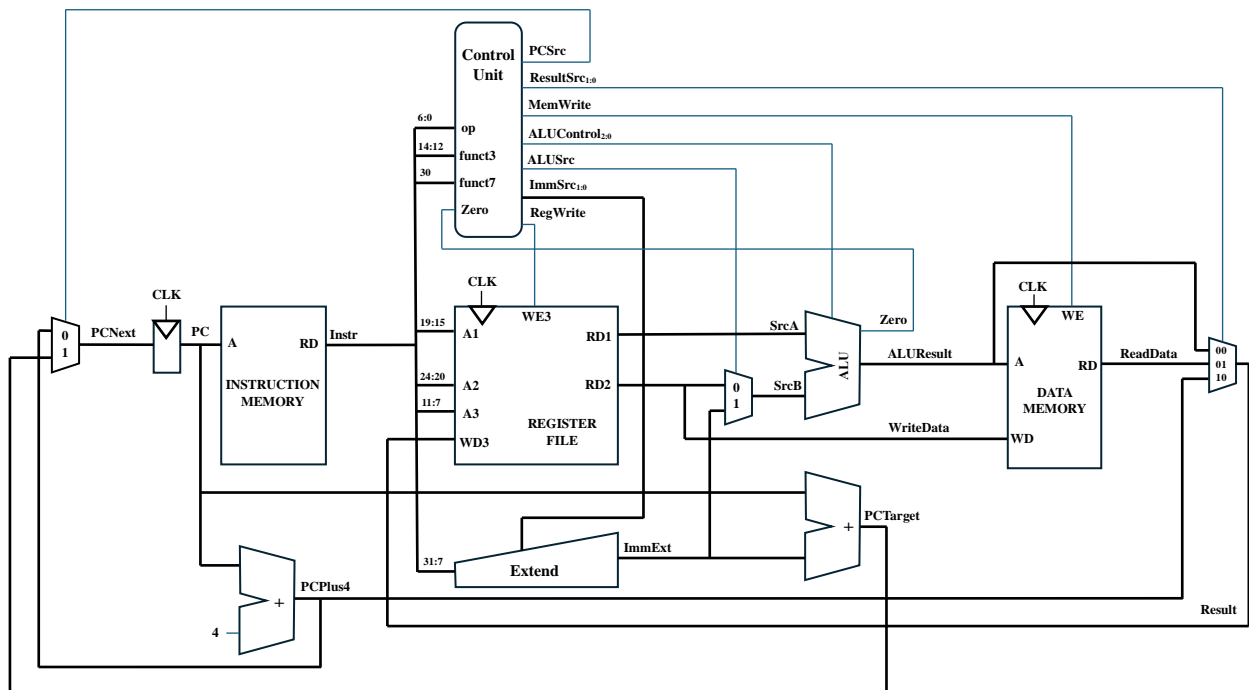 Control
Unit
PCSrc
ResultSrc1:0
MemWrite
ALUControl2:0
ALUSrc
ImmSrc1:0
RegWrite
6:0
op
14:12
funct3
30
funct7
Zero
CLK
CLK
CLK
PCNext
PC
0
1
A
RD
INSTRUCTION
MEMORY
Instr
19:15
A1
WE3
RD1
24:20
A2
RD2
11:7
A3
WD3
REGISTER
FILE
SrcA
0
1
SrcB
ALU
Zero
ALUResult
WriteData
WE
A
RD
DATA
MEMORY
WD
ReadData
00
01
10
31:7
Extend
ImmExt
+
PCTarget
PCPlus4
+
4
Result